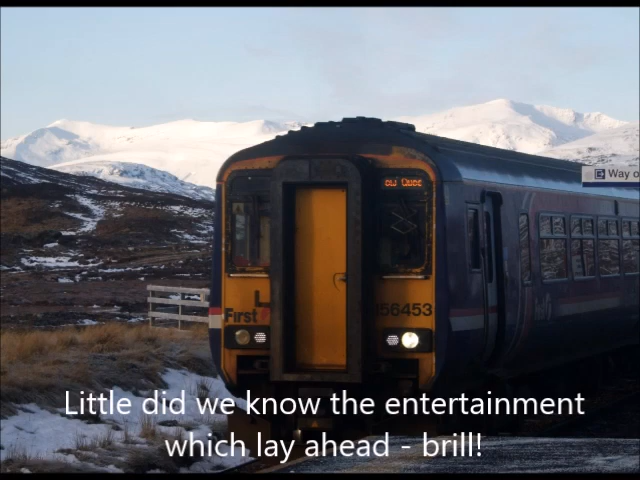 Way o
First
156453
Little did we know the entertainment
which lay ahead - brill!